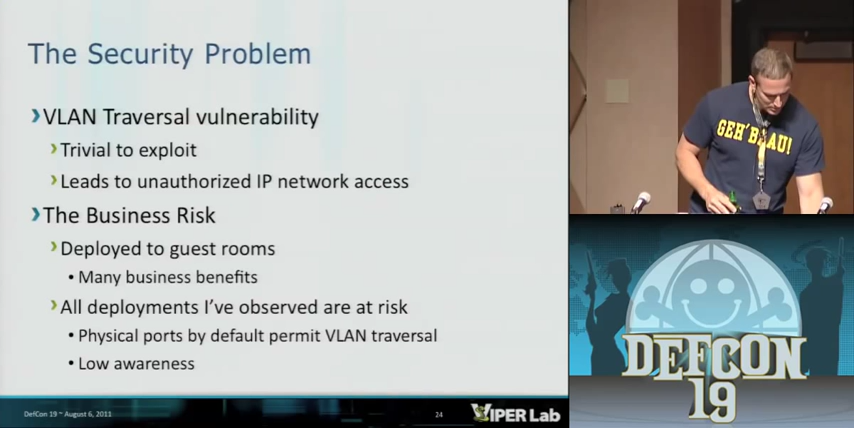 The Security Problem
VLAN Traversal vulnerability
Trivial to exploit
Leads to unauthorized IP network access
The Business Risk
Deployed to guest rooms
• Many business benefits
All deployments I've observed are at risk
• Physical ports by default permit VLAN traversal
• Low awareness
DefCon 19 ~ August 6, 2011
24
VIPER Lab
GEH' BRAU!
DEFCON
19